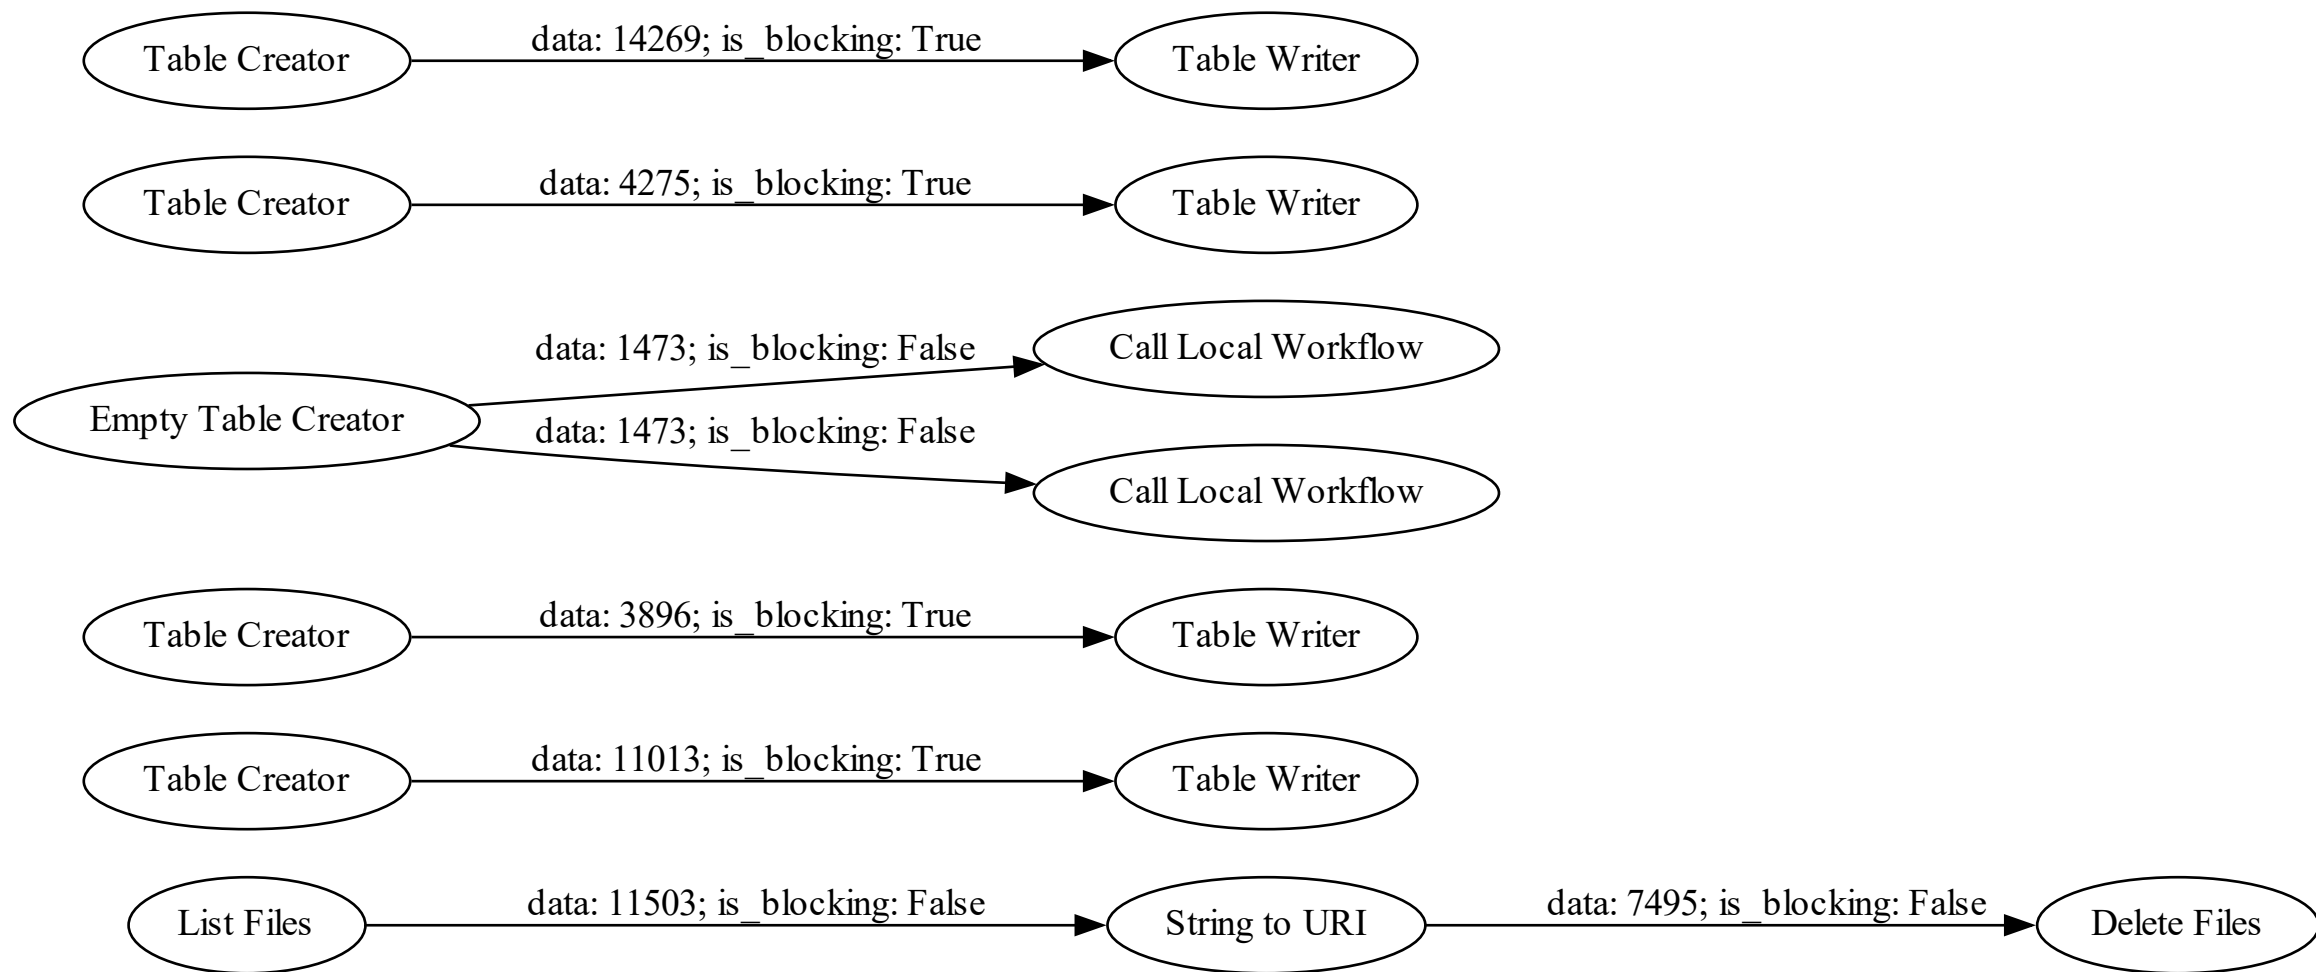 Table Creator
data: 14269; is_blocking: True
Table Writer
Table Creator
data: 4275; is_blocking: True
Table Writer
Empty Table Creator
data: 1473; is_blocking: False
Call Local Workflow
data: 1473; is_blocking: False
Call Local Workflow
Table Creator
data: 3896; is_blocking: True
Table Writer
Table Creator
data: 11013; is_blocking: True
Table Writer
List Files
data: 11503; is_blocking: False
String to URI
data: 7495; is_blocking: False
Delete Files